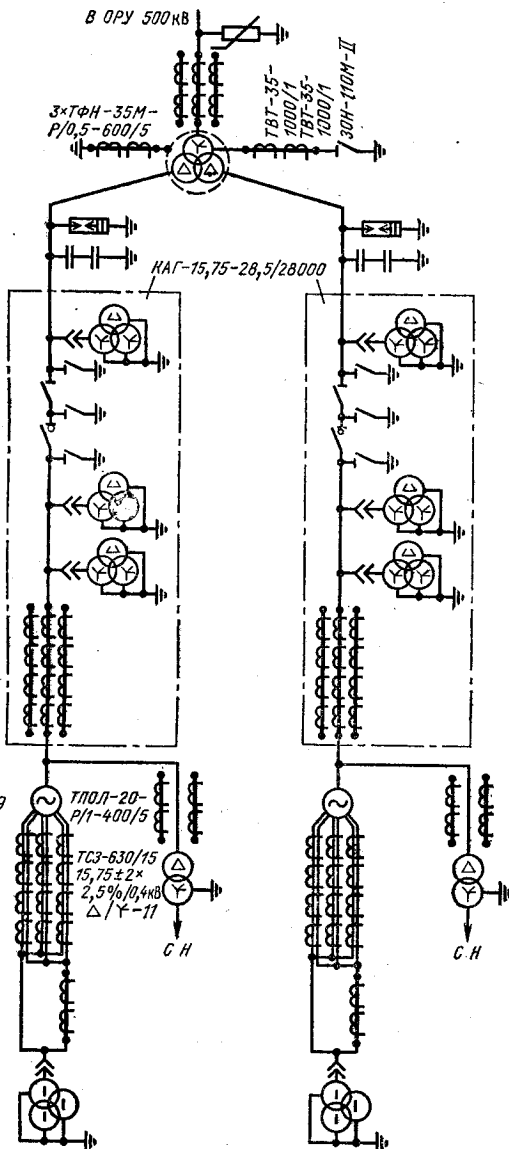 В ОРУ 500кВ
3×ТФН-35М-
Р/0,5-600/5
ТВТ-35-
1000/1
ТВТ-35-
1000/1
ЗОН-110М-II
КАГ-15,75-28,5/28000
ТПОЛ-20-
Р/1-400/5
ТСЗ-630/15
15,75±2×
2,5%/0,4кВ
△/Y-11
С Н
С Н